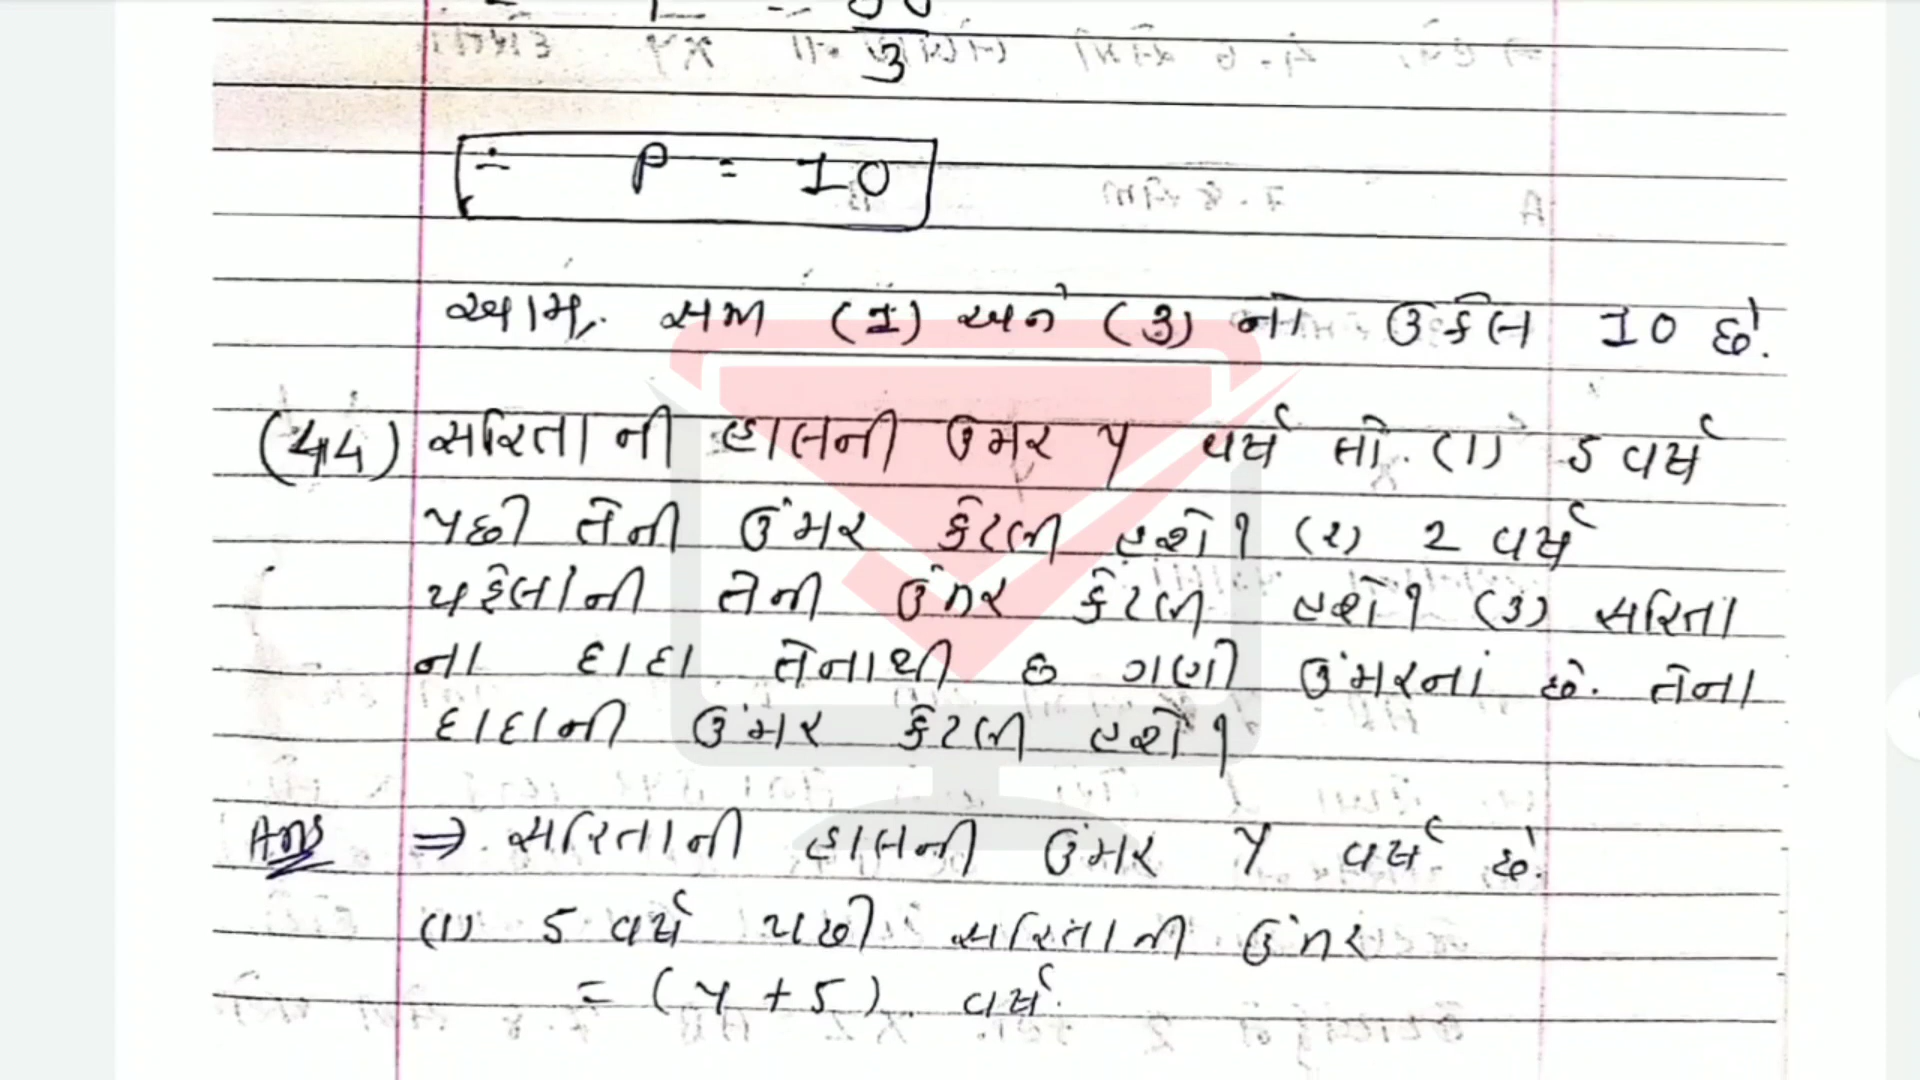 3
∴ P = 10
આમ, સમ (1) અને (3) નો ઉકેલ 10 છે.
(44) સરિતાની હાલની ઉમર y વર્ષ તો. (1) 5 વર્ષ
પછી તેની ઉંમર કેટલી હશે? (2) 2 વર્ષ
પહેલાંની તેની ઉંમર કેટલી હશે? (3) સરિતા
ના દાદા તેનાથી છ ગણી ઉંમરનાં છે. તેના
દાદાની ઉંમર કેટલી હશે?
Ans ⇒ સરિતાની હાલની ઉંમર y વર્ષ છે.
(1) 5 વર્ષ પછી સરિતાની ઉંમર
= (y + 5) વર્ષ.